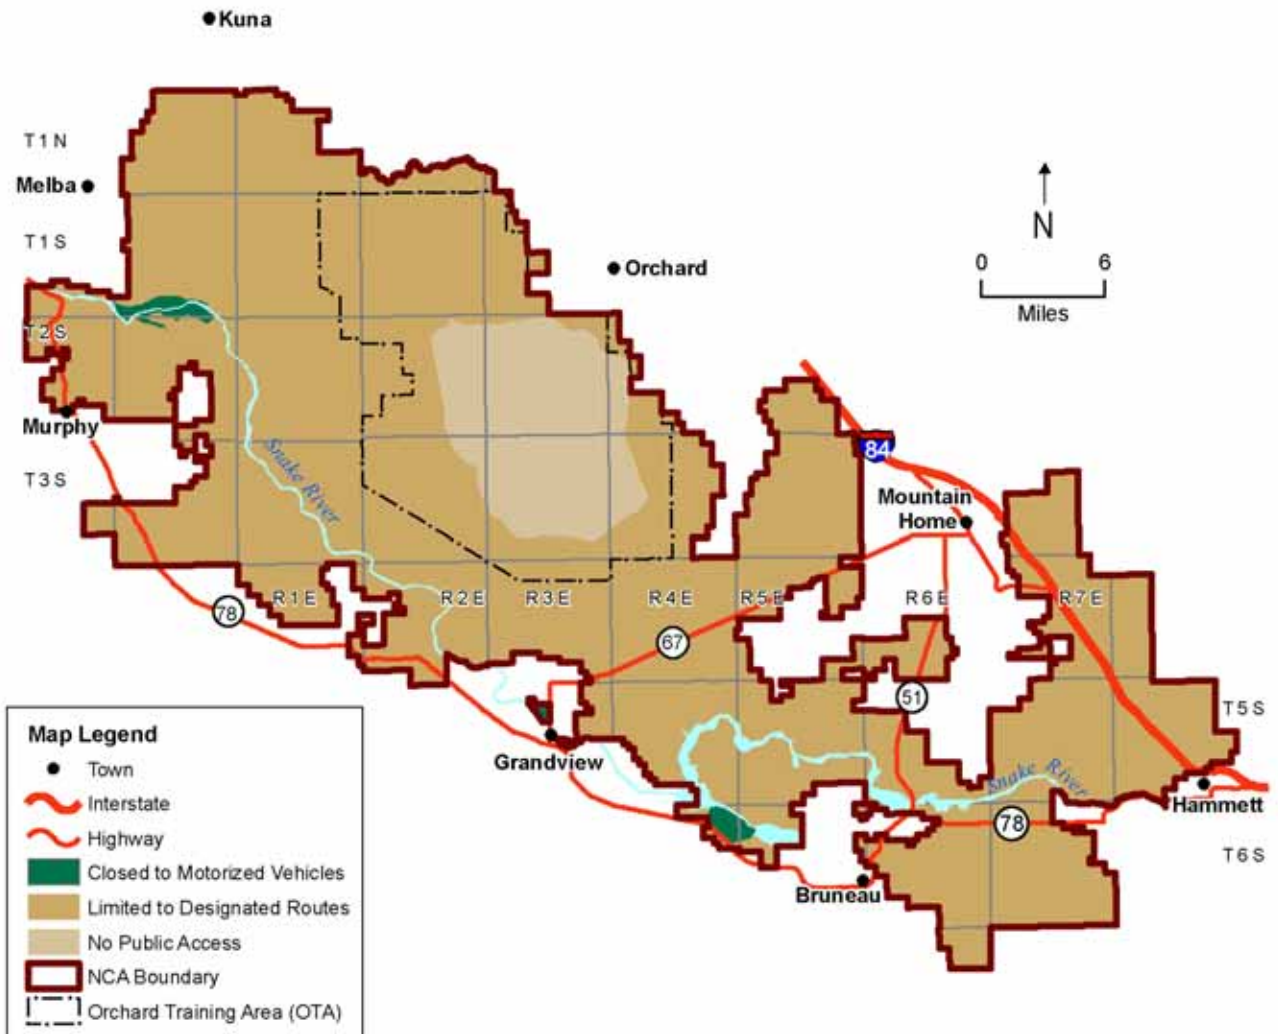 Kuna
T1N
Melba
T1S
Orchard
N
0 6
Miles
T2S
Murphy
84
T3S
Snake River
Mountain
Home
R1E R2E R3E R4E R5E R6E R7E
78
67
51
T5S
Grandview
Snake River
Hammett
78
T6S
Bruneau
Map Legend
Town
Interstate
Highway
Closed to Motorized Vehicles
Limited to Designated Routes
No Public Access
NCA Boundary
Orchard Training Area (OTA)